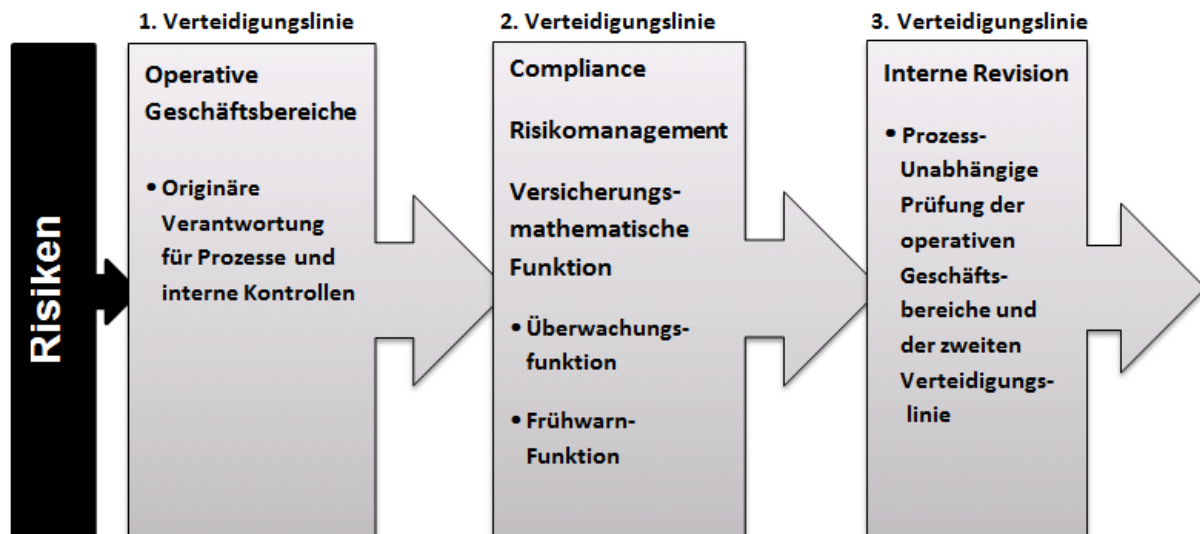 Risiken
1. Verteidigungslinie
Operative
Geschäftsbereiche
• Originäre
Verantwortung
für Prozesse und
interne Kontrollen
2. Verteidigungslinie
Compliance
Risikomanagement
Versicherungs-
mathematische
Funktion
• Überwachungs-
funktion
• Frühwarn-
Funktion
3. Verteidigungslinie
Interne Revision
• Prozess-
Unabhängige
Prüfung der
operativen
Geschäfts-
bereiche und
der zweiten
Verteidigungs-
linie